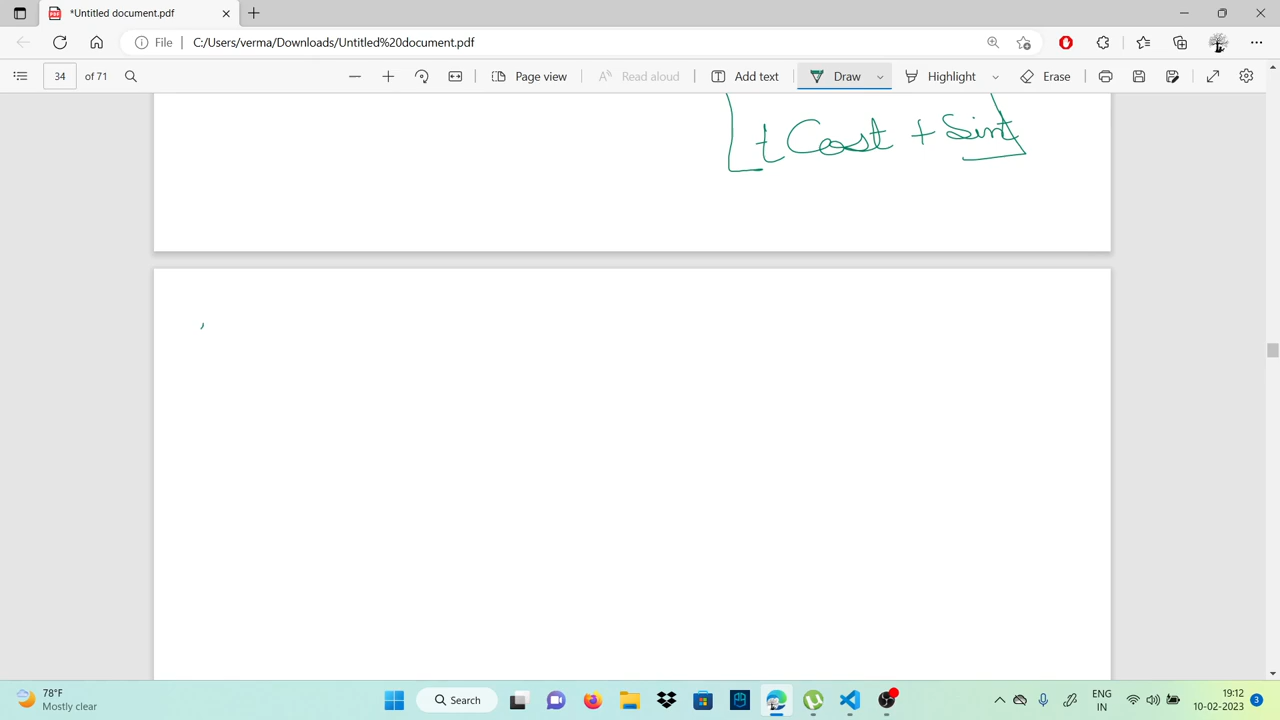 *Untitled document.pdf
File C:/Users/verma/Downloads/Untitled%20document.pdf
34 of 71 Page view Read aloud Add text Draw Highlight Erase
t Cost + Sint
78°F
Mostly clear
Search
ENG
IN
19:12
10-02-2023
3